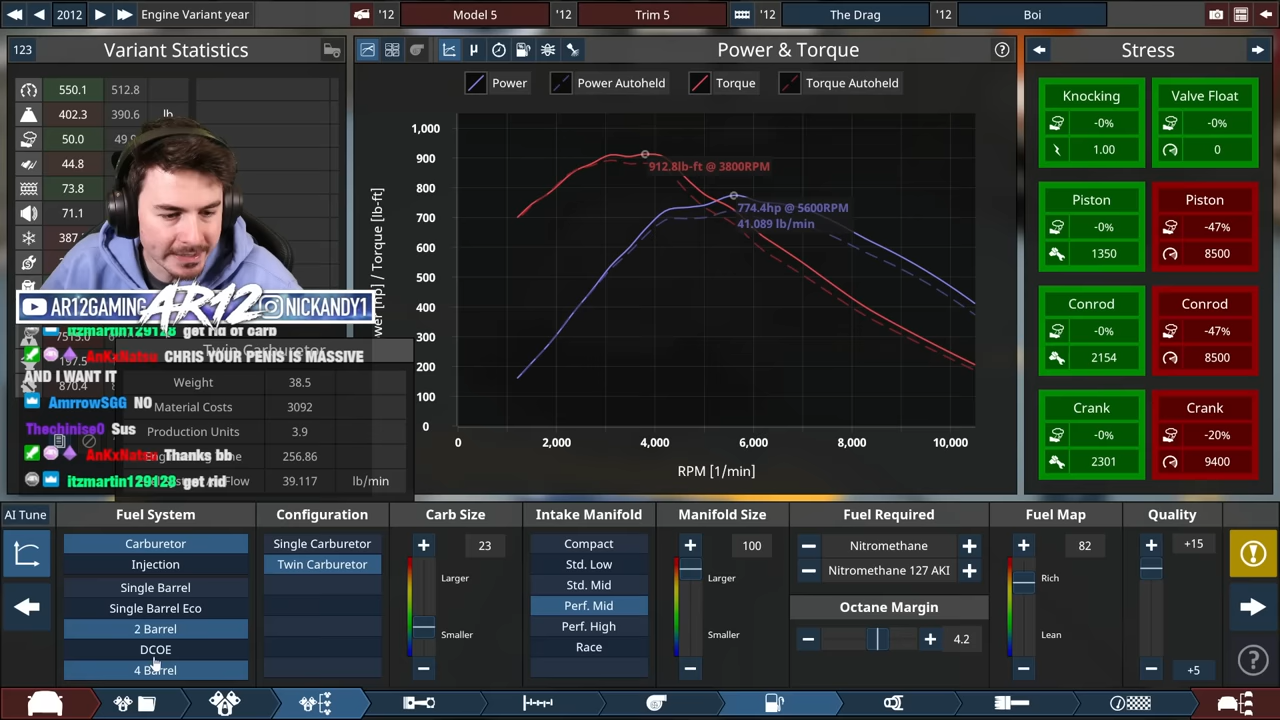 2012
Engine Variant year
'12
Model 5
'12
Trim 5
'12
The Drag
'12
Boi
123
Variant Statistics
550.1 512.8
402.3 390.6 lb
50.0
44.8
73.8
71.1
387.
Power & Torque
Power
Power Autoheld
Torque
Torque Autoheld
1,000
900
800
700
600
500
400
300
200
100
0
912.8lb-ft @ 3800RPM
774.4hp @ 5600RPM
41.089 lb/min
0 2,000 4,000 6,000 8,000 10,000
RPM [1/min]
Torque [lb-ft]
Stress
Knocking
-0%
1.00
Valve Float
-0%
0
Piston
-0%
1350
Piston
-47%
8500
Conrod
-0%
2154
Conrod
-47%
8500
Crank
-0%
2301
Crank
-20%
9400
AR12GAMING
AR12
NICKANDY1
itzmartin129128 get rid of carb
AnKxNatsu CHRIS YOUR PENIS IS MASSIVE
AND I WANT IT
AmrrowSGG NO
Thechinise0 Sus
AnKxNatsu Thanks bb
itzmartin129128 get rid
Twin Carburetor
Weight 38.5
Material Costs 3092
Production Units 3.9
256.86
Flow 39.117 lb/min
197.5
870.4
AI Tune
Fuel System
Carburetor
Injection
Single Barrel
Single Barrel Eco
2 Barrel
DCOE
4 Barrel
Configuration
Single Carburetor
Twin Carburetor
Carb Size
23
Larger
Smaller
Intake Manifold
Compact
Std. Low
Std. Mid
Perf. Mid
Perf. High
Race
Manifold Size
100
Larger
Smaller
Fuel Required
Nitromethane
Nitromethane 127 AKI
Octane Margin
4.2
Fuel Map
82
Rich
Lean
Quality
+15
+5